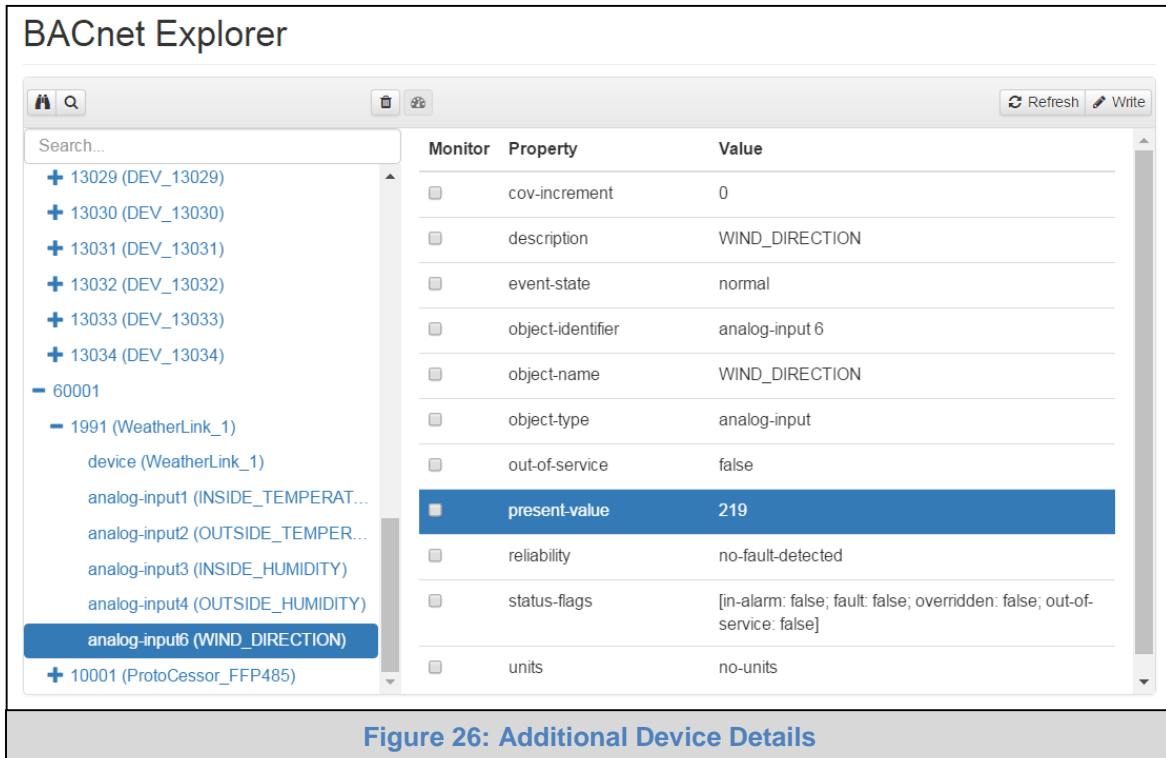 BACnet Explorer
Refresh Write
Search...
13029 (DEV_13029)
13030 (DEV_13030)
13031 (DEV_13031)
13032 (DEV_13032)
13033 (DEV_13033)
13034 (DEV_13034)
60001
1991 (WeatherLink_1)
device (WeatherLink_1)
analog-input1 (INSIDE_TEMPERAT...
analog-input2 (OUTSIDE_TEMPER...
analog-input3 (INSIDE_HUMIDITY)
analog-input4 (OUTSIDE_HUMIDITY)
analog-input6 (WIND_DIRECTION)
10001 (ProtoCessor_FFP485)
Monitor Property Value
cov-increment 0
description WIND_DIRECTION
event-state normal
object-identifier analog-input 6
object-name WIND_DIRECTION
object-type analog-input
out-of-service false
present-value 219
reliability no-fault-detected
status-flags [in-alarm: false; fault: false; overridden: false; out-of-
service: false]
units no-units
Figure 26: Additional Device Details